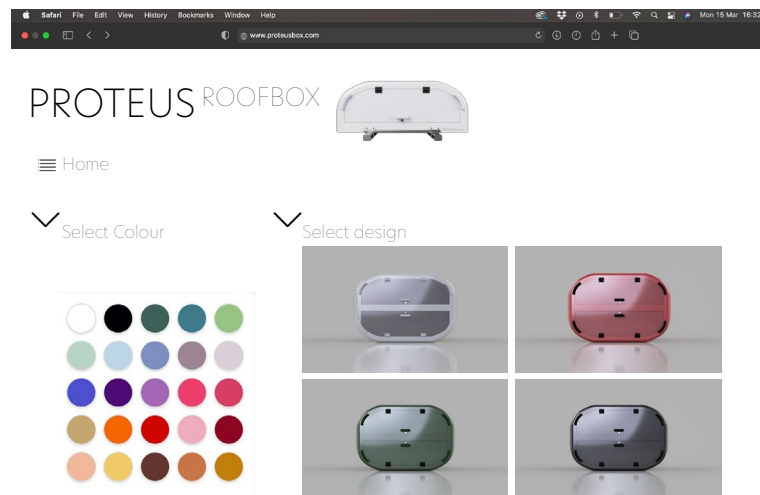 Safari File Edit View History Bookmarks Window Help Mon 15 Mar 16:32
www.proteusbox.com
PROTEUS ROOFBOX
Home
Select Colour
Select design